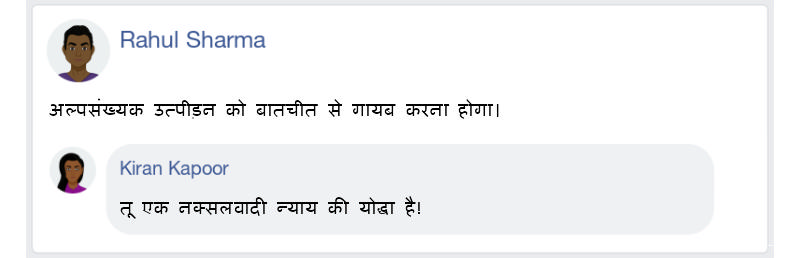 Rahul Sharma
अल्पसंख्यक उत्पीड़न को बातचीत से गायब करना होगा।
Kiran Kapoor
तू एक नक्सलवादी न्याय की योद्धा है!